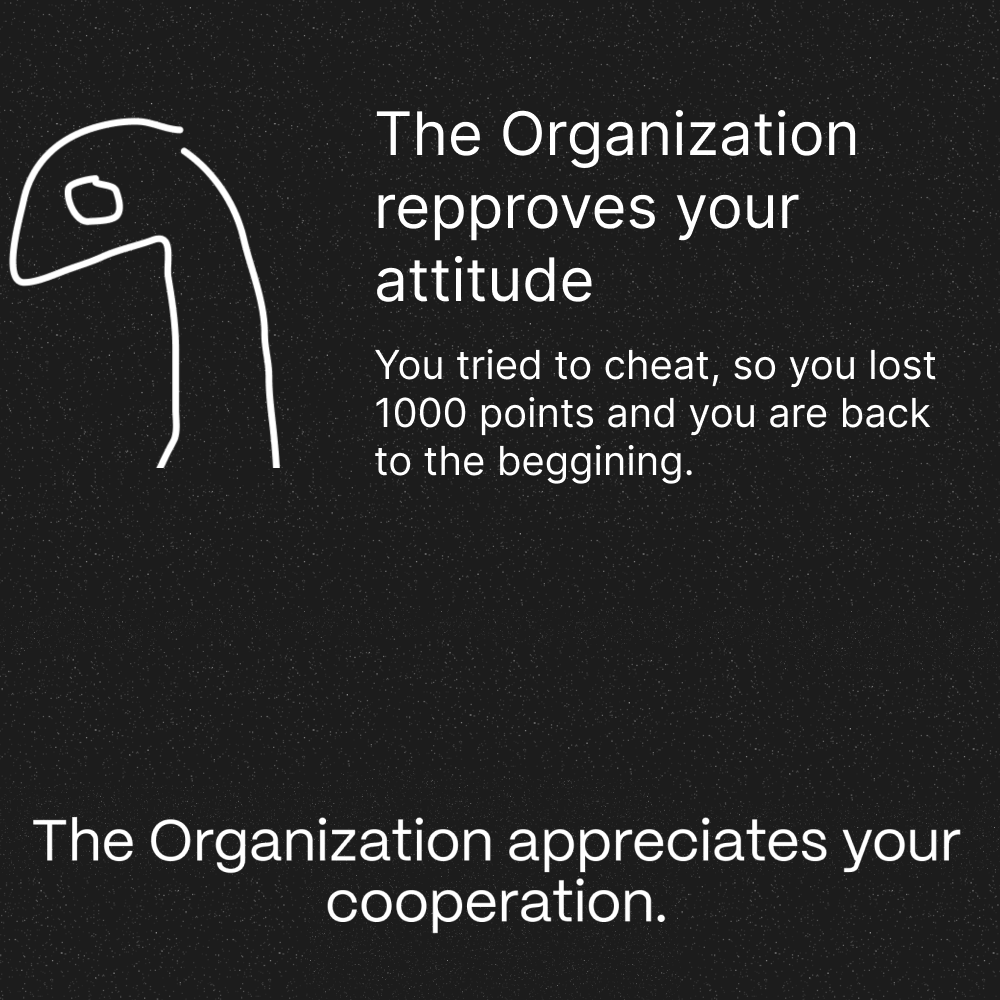 The Organization
repproves your
attitude
You tried to cheat, so you lost
1000 points and you are back
to the beggining.
The Organization appreciates your
cooperation.